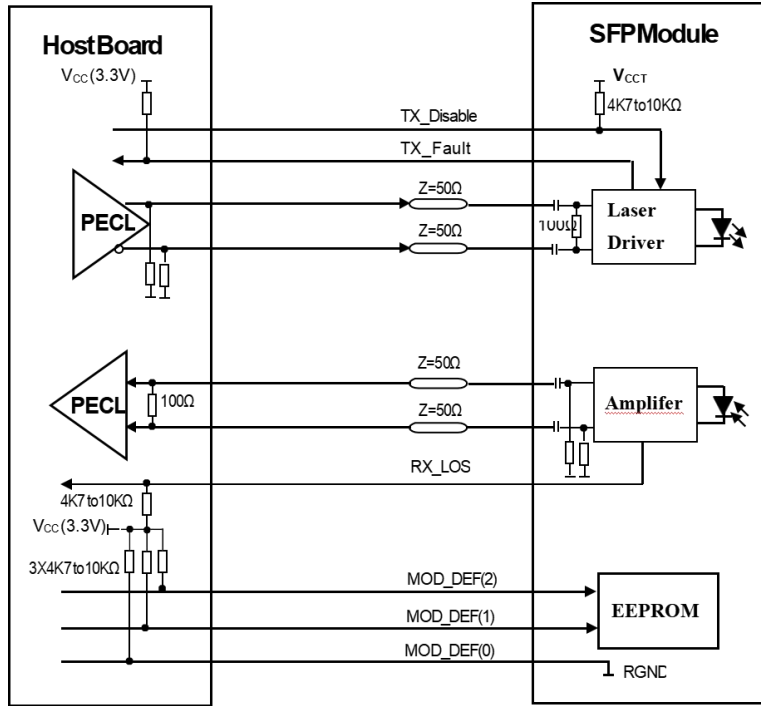 HostBoard
SFPModule
VCC(3.3V)
VCCT
4K7to10KΩ
TX_Disable
TX_Fault
Z=50Ω
PECL
100Ω
Laser
Driver
Z=50Ω
Z=50Ω
PECL
100Ω
Z=50Ω
Amplifer
RX_LOS
4K7to10KΩ
VCC(3.3V)
3X4K7to10KΩ
MOD_DEF(2)
EEPROM
MOD_DEF(1)
MOD_DEF(0)
RGND